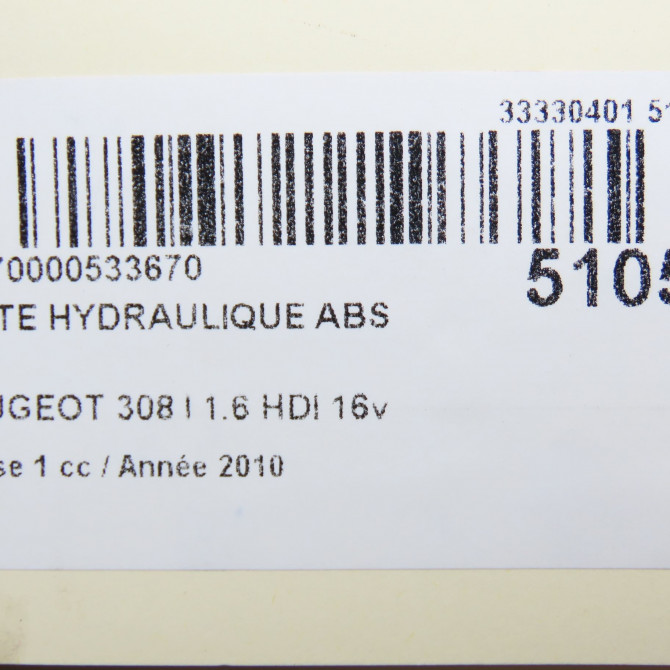 33330401 51
70000533670
5105
TE HYDRAULIQUE ABS
UGEOT 308 I 1.6 HDI 16v
se 1 cc / Année 2010